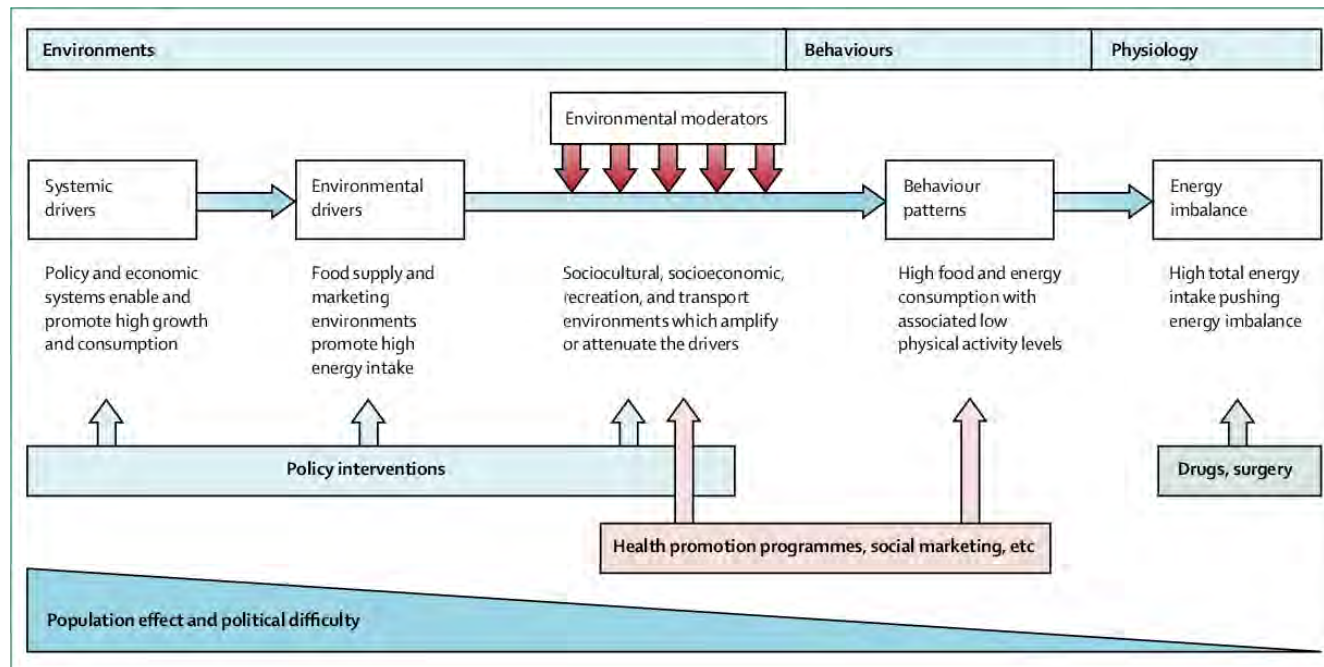 Environments
Behaviours
Physiology
Environmental moderators
Systemic
drivers
Environmental
drivers
Behaviour
patterns
Energy
imbalance
Policy and economic
systems enable and
promote high growth
and consumption
Food supply and
marketing
environments
promote high
energy intake
Sociocultural, socioeconomic,
recreation, and transport
environments which amplify
or attenuate the drivers
High food and energy
consumption with
associated low
physical activity levels
High total energy
intake pushing
energy imbalance
Policy interventions
Drugs, surgery
Health promotion programmes, social marketing, etc
Population effect and political difficulty